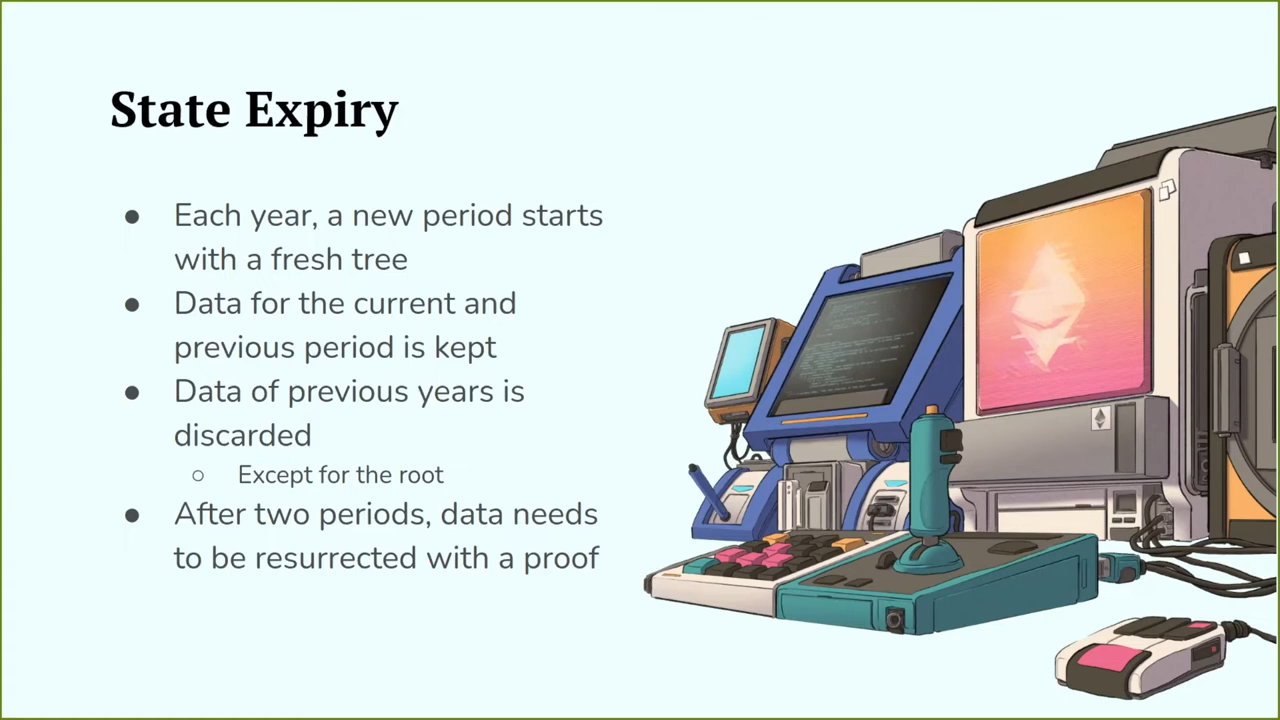 State Expiry
● Each year, a new period starts
with a fresh tree
● Data for the current and
previous period is kept
● Data of previous years is
discarded
○ Except for the root
● After two periods, data needs
to be resurrected with a proof